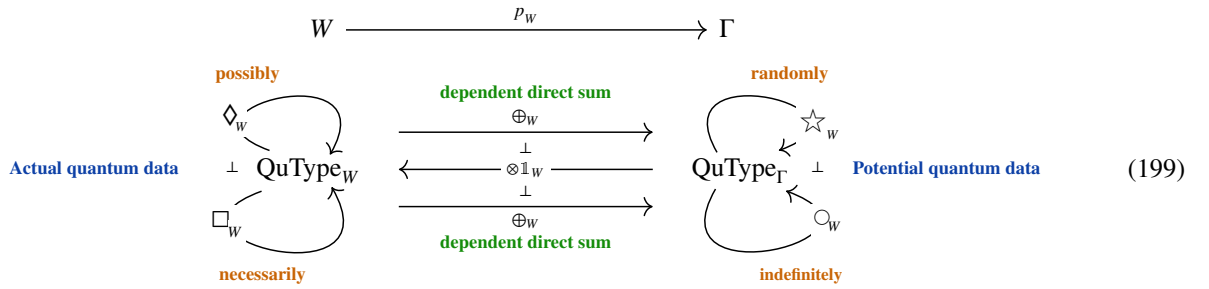 W p_W Γ
possibly randomly
dependent direct sum
◇_W ⊕_W ☆_W
⊥
Actual quantum data ⊥ QuType_W ⊗𝟙_W QuType_Γ ⊥ Potential quantum data (199)
⊥
□_W ⊕_W ○_W
dependent direct sum
necessarily indefinitely